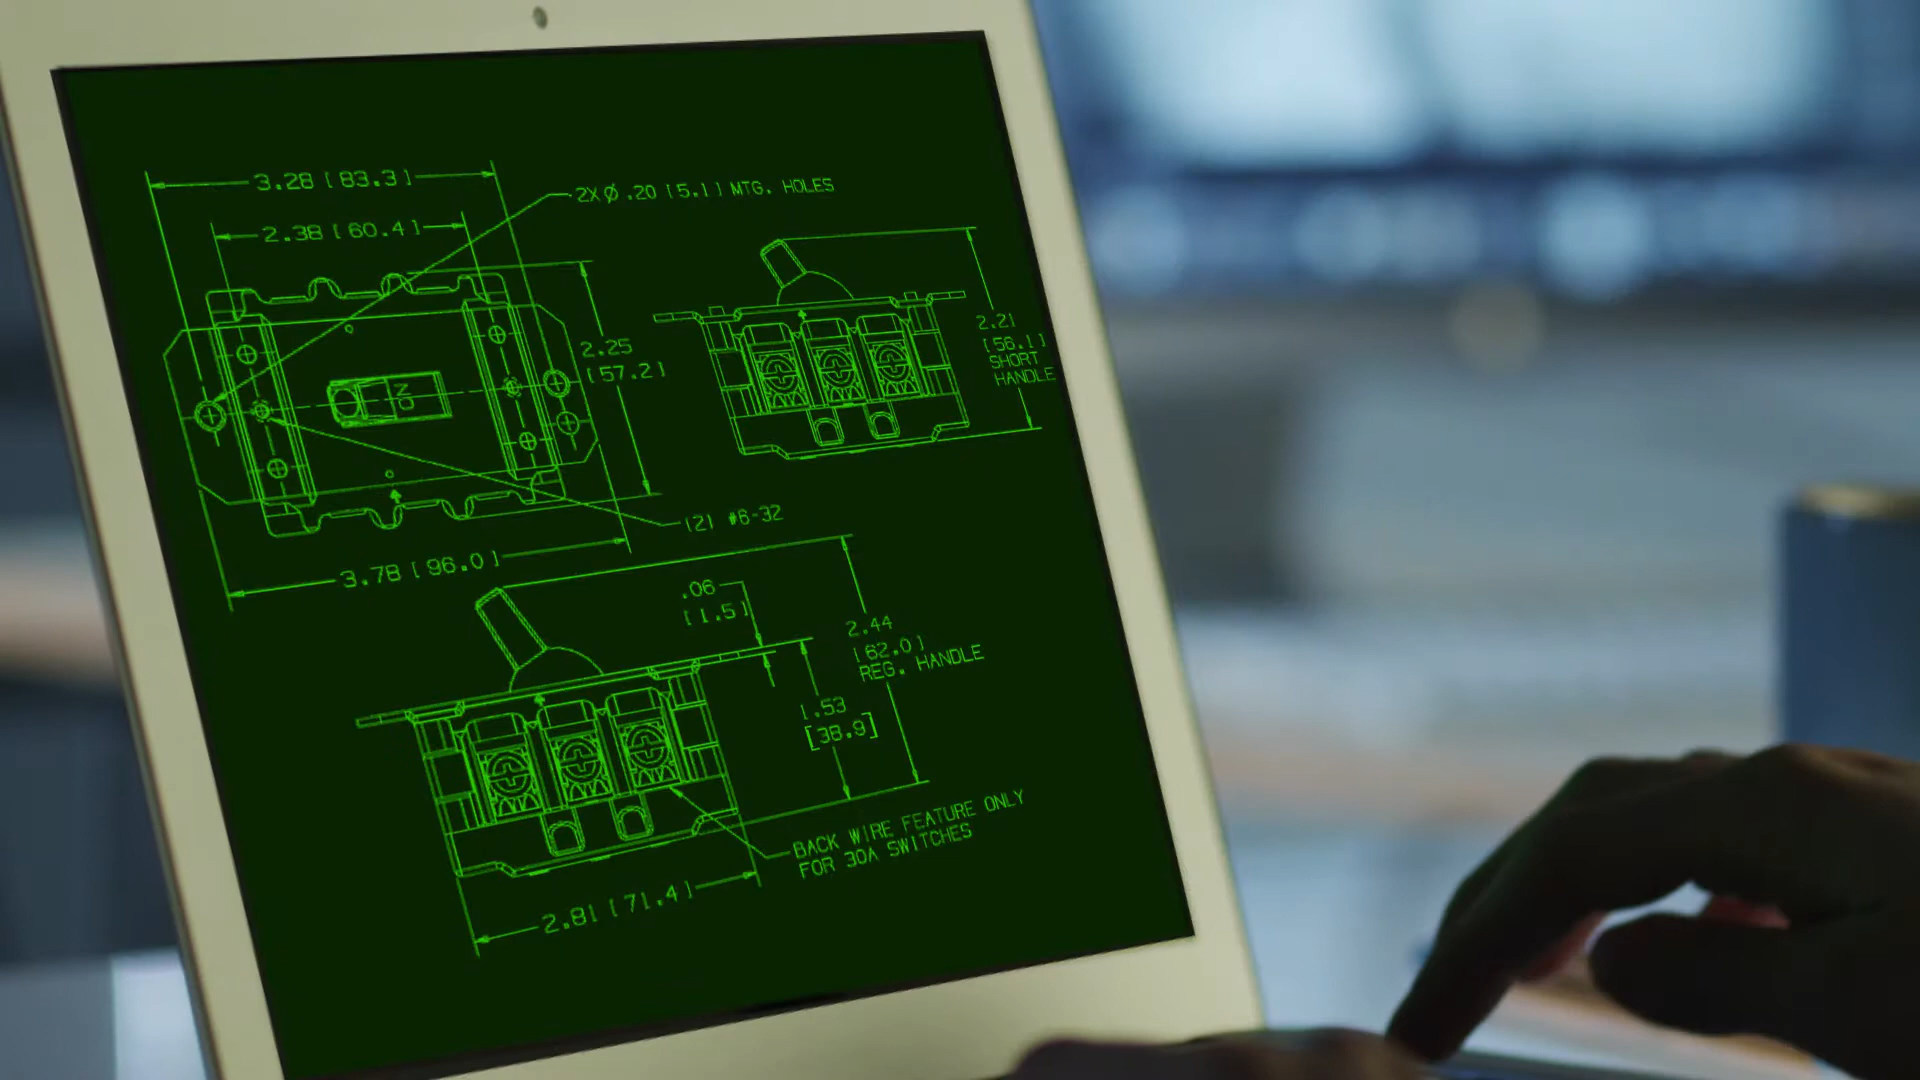 3.28 [83.3]
2X Ø .20 [5.1] MTG. HOLES
2.38 [60.4]
2.25
[57.2]
NO
2.21
[56.1]
SHORT
HANDLE
(2) #6-32
3.78 [96.0]
.06
[1.5]
2.44
[62.0]
REG. HANDLE
1.53
[38.9]
BACK WIRE FEATURE ONLY
FOR 30A SWITCHES
2.81 [71.4]